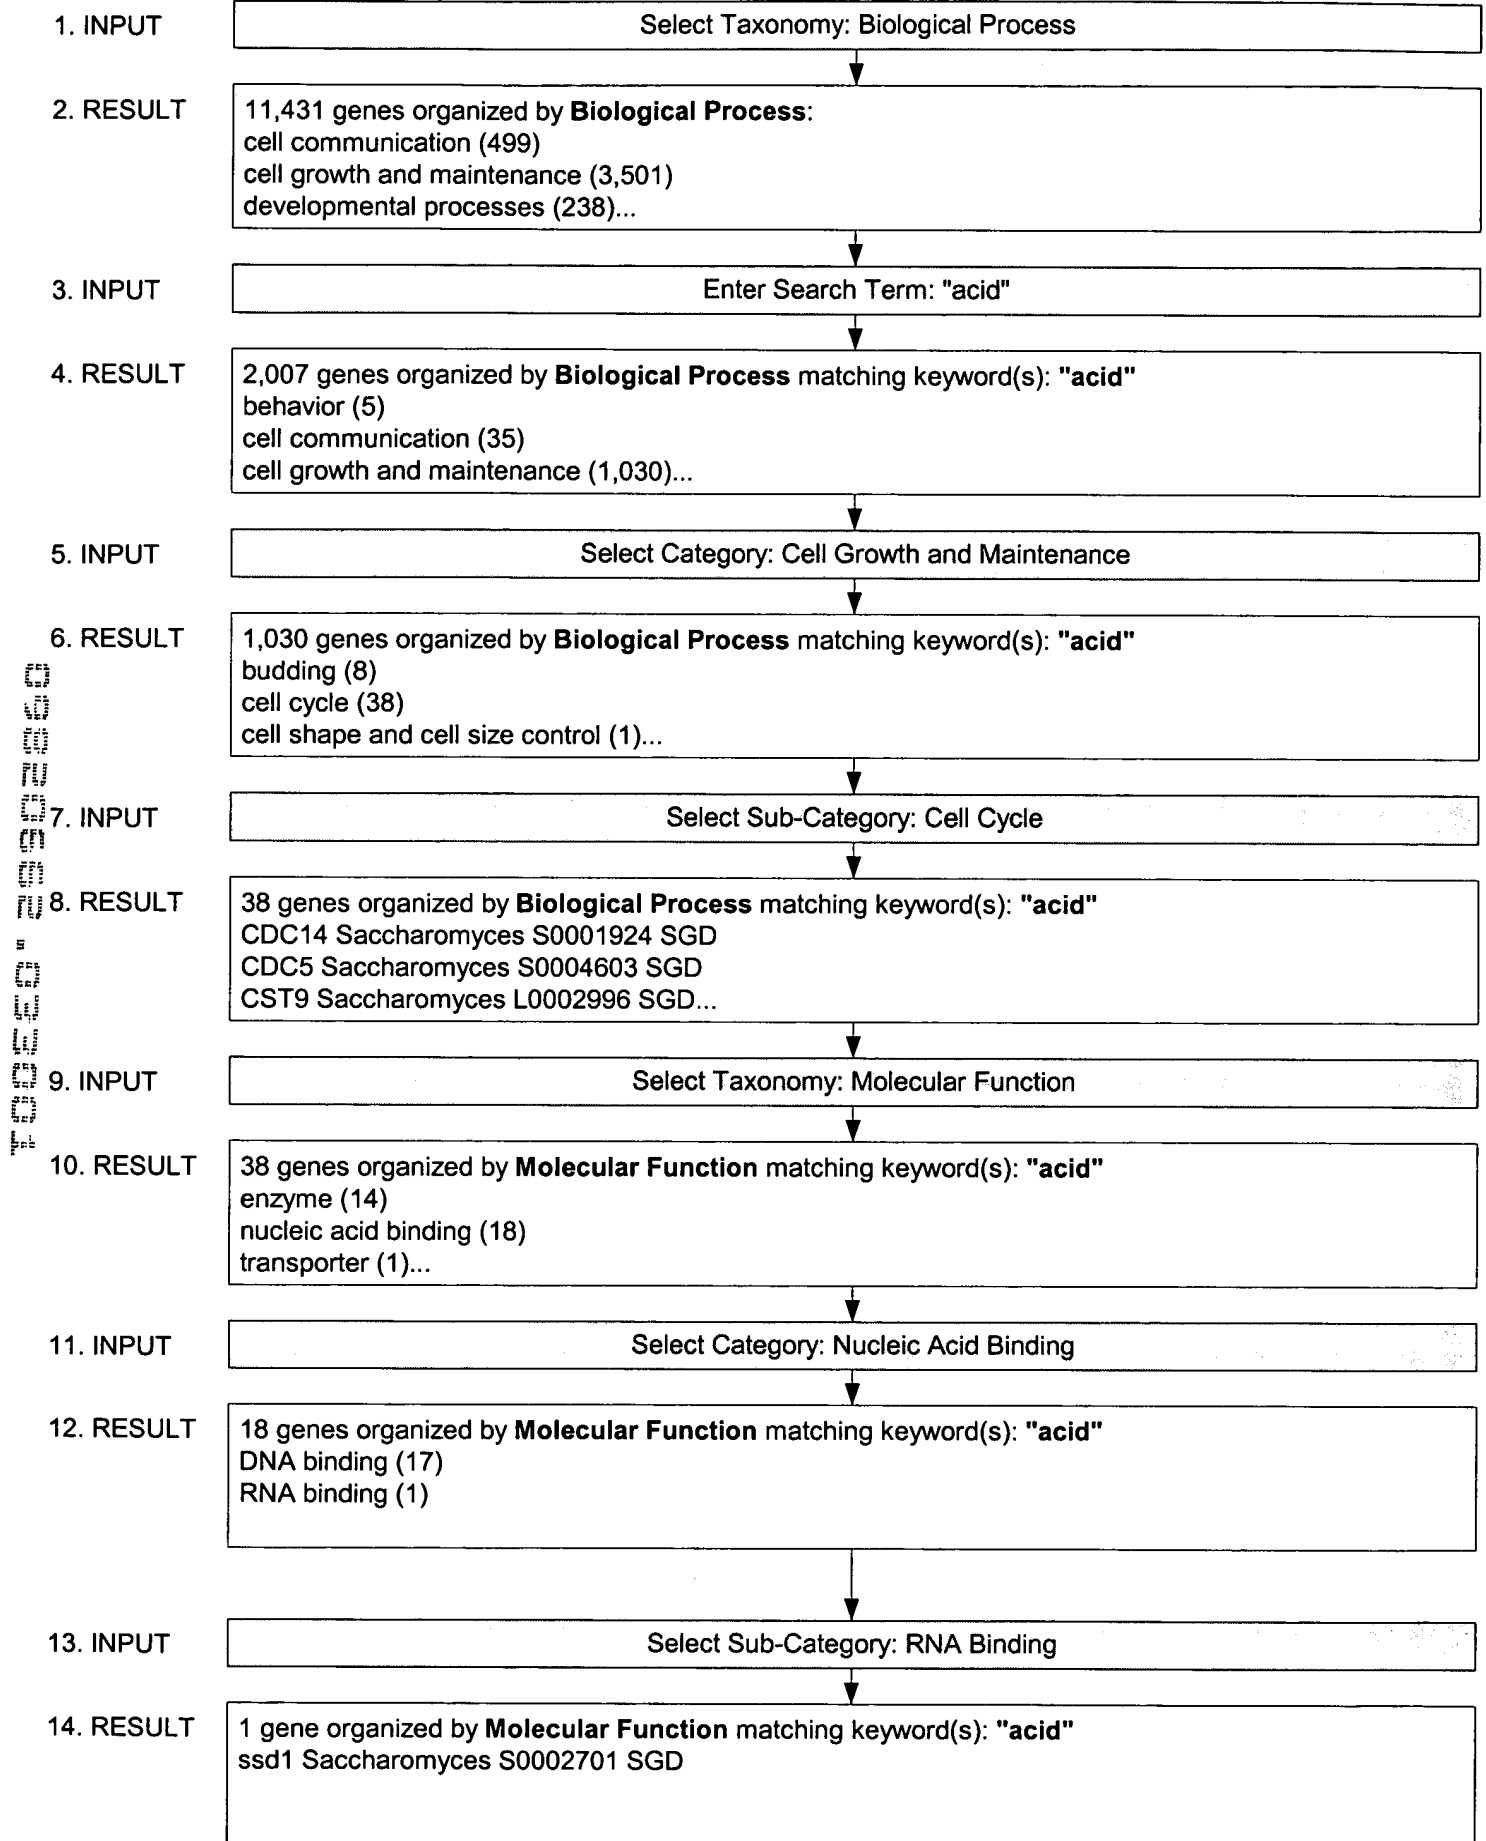 1. INPUT
Select Taxonomy: Biological Process
2. RESULT
11,431 genes organized by Biological Process:
cell communication (499)
cell growth and maintenance (3,501)
developmental processes (238)...
3. INPUT
Enter Search Term: "acid"
4. RESULT
2,007 genes organized by Biological Process matching keyword(s): "acid"
behavior (5)
cell communication (35)
cell growth and maintenance (1,030)...
5. INPUT
Select Category: Cell Growth and Maintenance
6. RESULT
1,030 genes organized by Biological Process matching keyword(s): "acid"
budding (8)
cell cycle (38)
cell shape and cell size control (1)...
7. INPUT
Select Sub-Category: Cell Cycle
8. RESULT
38 genes organized by Biological Process matching keyword(s): "acid"
CDC14 Saccharomyces S0001924 SGD
CDC5 Saccharomyces S0004603 SGD
CST9 Saccharomyces L0002996 SGD...
9. INPUT
Select Taxonomy: Molecular Function
10. RESULT
38 genes organized by Molecular Function matching keyword(s): "acid"
enzyme (14)
nucleic acid binding (18)
transporter (1)...
11. INPUT
Select Category: Nucleic Acid Binding
12. RESULT
18 genes organized by Molecular Function matching keyword(s): "acid"
DNA binding (17)
RNA binding (1)
13. INPUT
Select Sub-Category: RNA Binding
14. RESULT
1 gene organized by Molecular Function matching keyword(s): "acid"
ssd1 Saccharomyces S0002701 SGD